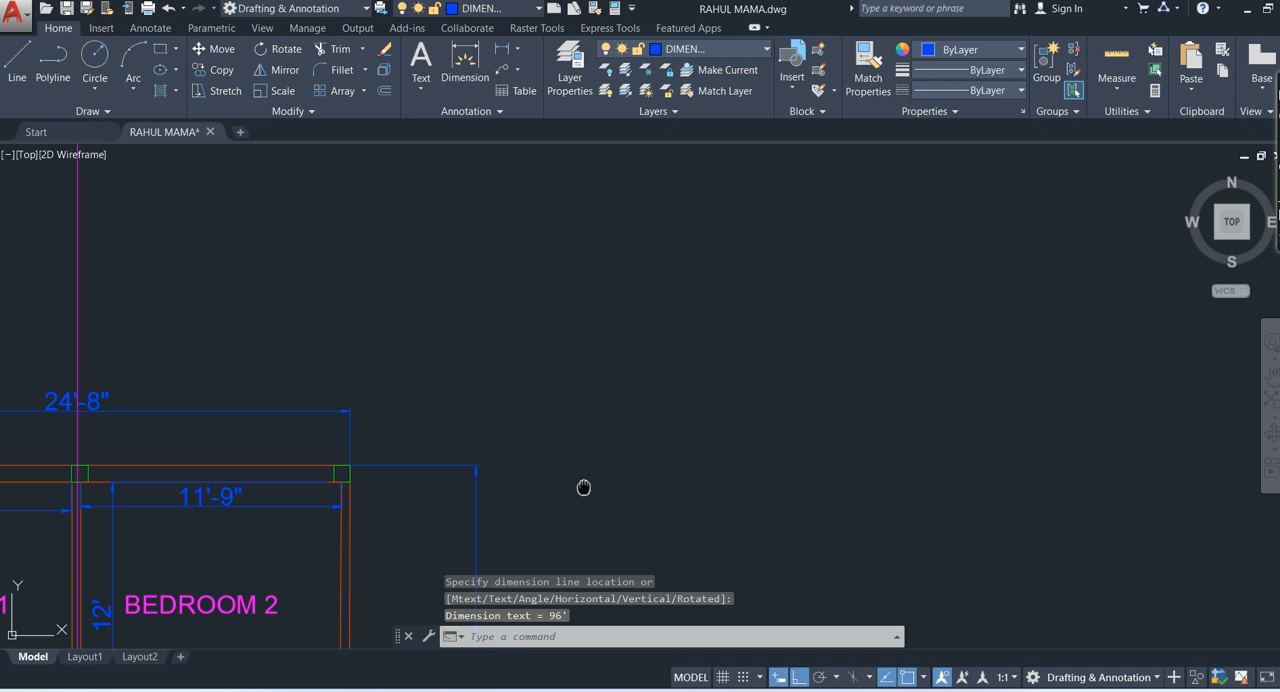 A Drafting & Annotation DIMEN... RAHUL MAMA.dwg Type a keyword or phrase Sign In ?
Home Insert Annotate Parametric View Manage Output Add-ins Collaborate Express Tools Raster Tools Featured Apps
Line Polyline Circle Arc
Move Rotate Trim
Copy Mirror Fillet
Stretch Scale Array
Text Dimension Table
Layer Properties
DIMEN...
Make Current
Match Layer
Insert
Match Properties
ByLayer
ByLayer
ByLayer
Group
Measure
Paste
Base
Draw Modify Annotation Layers Block Properties Groups Utilities Clipboard View
Start RAHUL MAMA*
[−][Top][2D Wireframe]
N
W TOP E
S
WCS
24'-8"
11'-9"
12'
1 BEDROOM 2
Y
X
Specify dimension line location or
[Mtext/Text/Angle/Horizontal/Vertical/Rotated]:
Dimension text = 96'
Type a command
Model Layout1 Layout2 +
MODEL 1:1 Drafting & Annotation